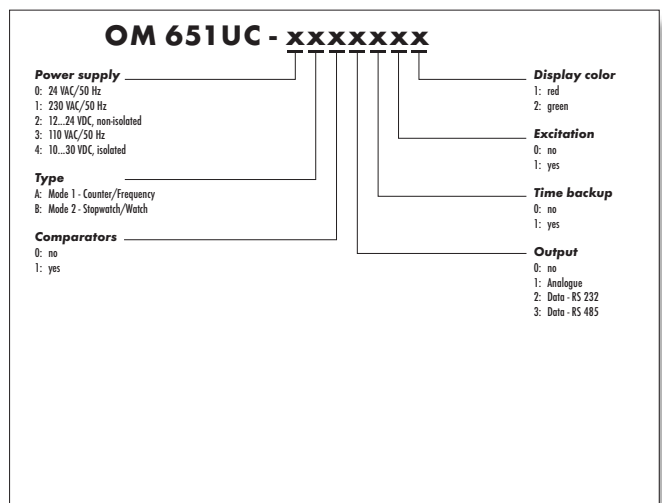 OM 651UC - xxxxxxx
Power supply
0: 24 VAC/50 Hz
1: 230 VAC/50 Hz
2: 12...24 VDC, non-isolated
3: 110 VAC/50 Hz
4: 10...30 VDC, isolated
Type
A: Mode 1 - Counter/Frequency
B: Mode 2 - Stopwatch/Watch
Comparators
0: no
1: yes
Display color
1: red
2: green
Excitation
0: no
1: yes
Time backup
0: no
1: yes
Output
0: no
1: Analogue
2: Data - RS 232
3: Data - RS 485